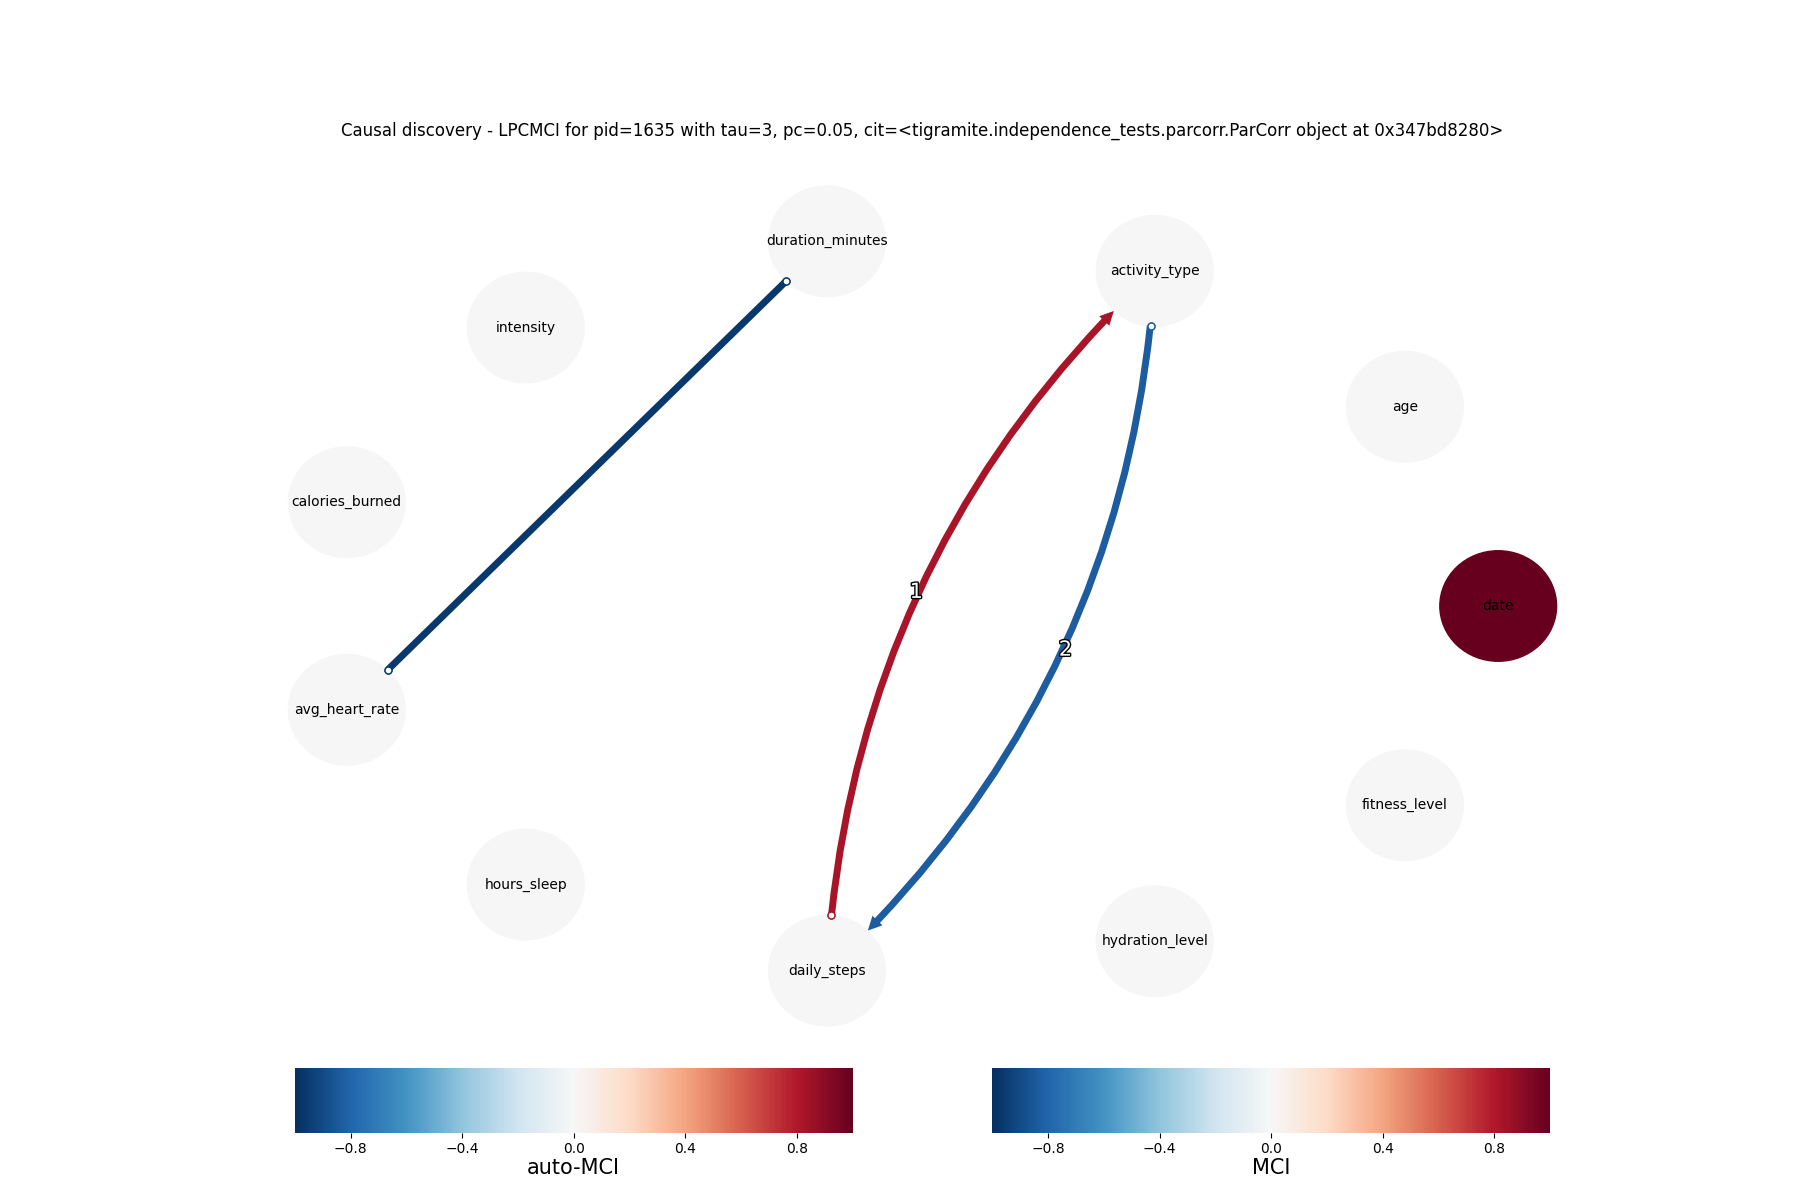 Causal discovery - LPCMCI for pid=1635 with tau=3, pc=0.05, cit=<tigramite.independence_tests.parcorr.ParCorr object at 0x347bd8280>
duration_minutes
activity_type
intensity
age
calories_burned
1
date
2
avg_heart_rate
fitness_level
hours_sleep
hydration_level
daily_steps
−0.8 −0.4 0.0 0.4 0.8
auto-MCI
−0.8 −0.4 0.0 0.4 0.8
MCI